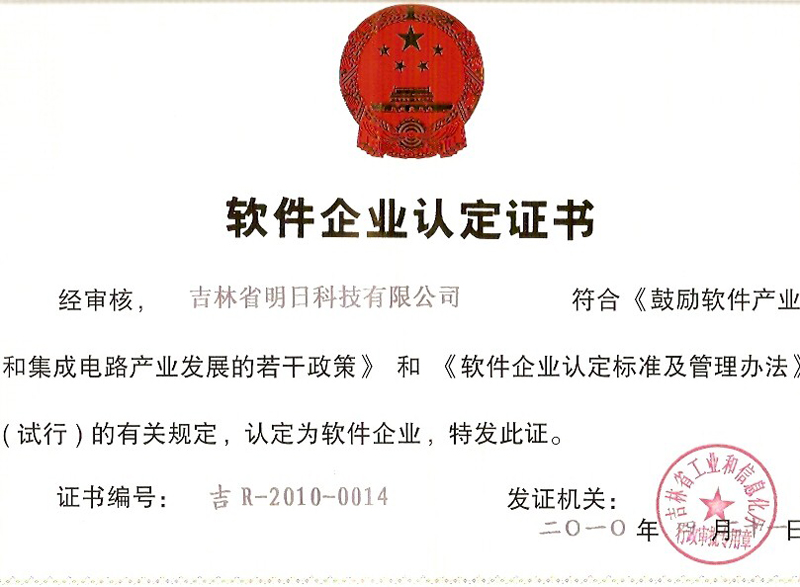 软件企业认定证书
经审核， 吉林省明日科技有限公司 符合《鼓励软件产业
和集成电路产业发展的若干政策》 和 《软件企业认定标准及管理办法》
（试行）的有关规定，认定为软件企业，特发此证。
证书编号： 吉 R-2010-0014 发证机关：
吉林省工业和信息化厅
行政审批专用章
二〇一〇 年 月 二十一日